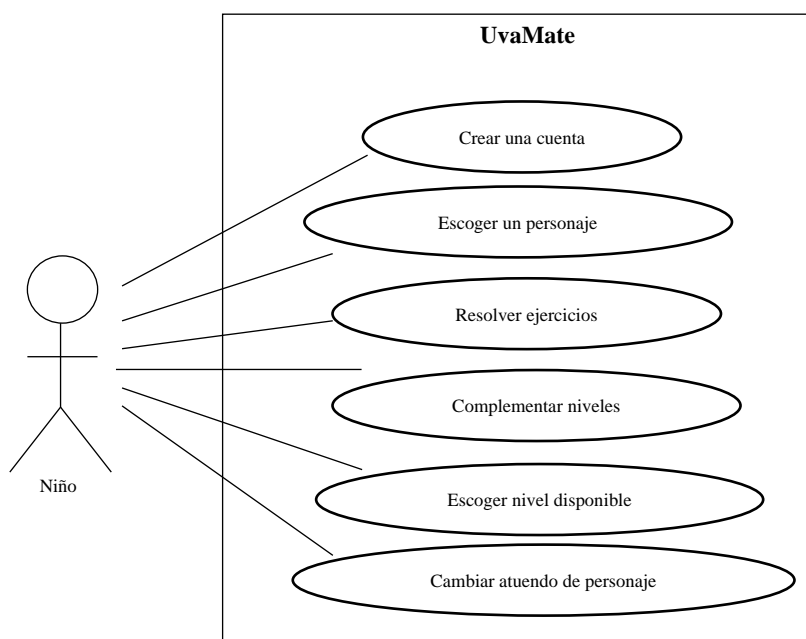 UvaMate
Crear una cuenta
Escoger un personaje
Resolver ejercicios
Complementar niveles
Niño
Escoger nivel disponible
Cambiar atuendo de personaje